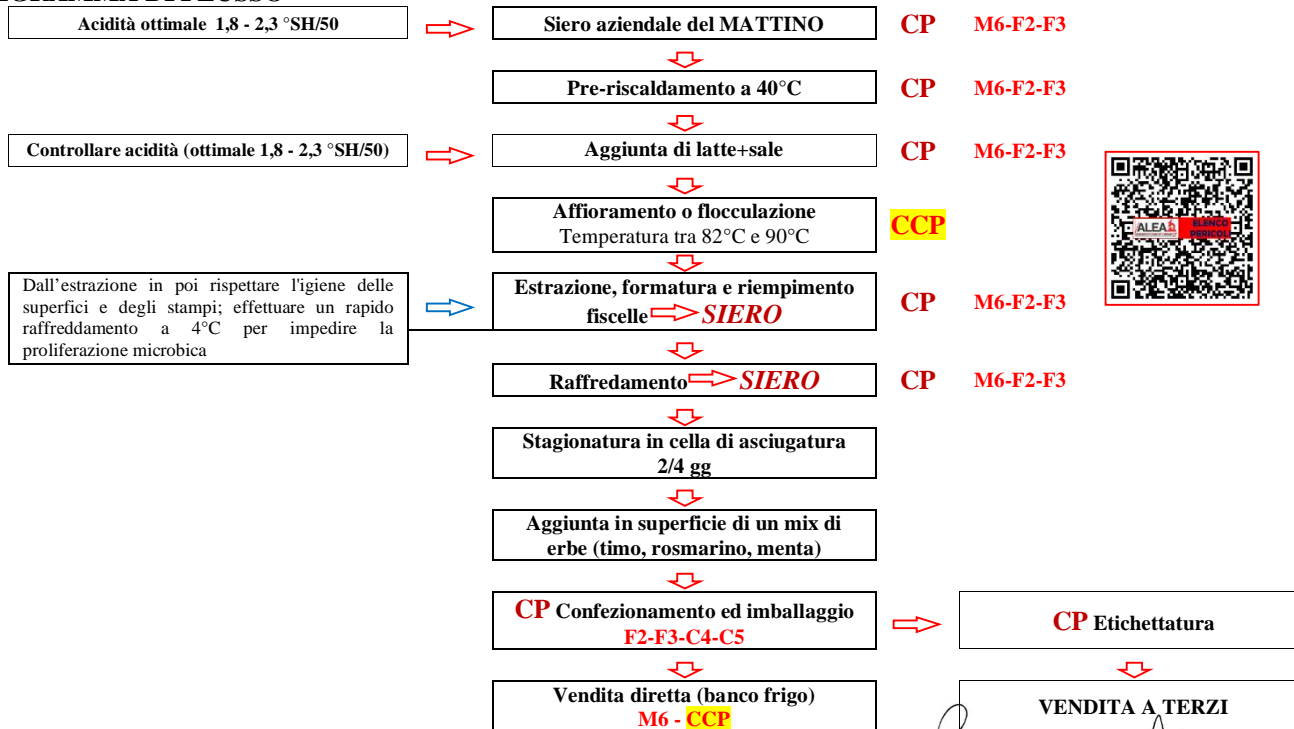 Acidità ottimale 1,8 - 2,3 °SH/50
Siero aziendale del MATTINO
CP M6-F2-F3
Pre-riscaldamento a 40°C
CP M6-F2-F3
Controllare acidità (ottimale 1,8 - 2,3 °SH/50)
Aggiunta di latte+sale
CP M6-F2-F3
ALEA
ELENCO
PERICOLI
Affioramento o flocculazione
Temperatura tra 82°C e 90°C
CCP
Dall'estrazione in poi rispettare l'igiene delle
superfici e degli stampi; effettuare un rapido
raffreddamento a 4°C per impedire la
proliferazione microbica
Estrazione, formatura e riempimento
fiscelle SIERO
CP M6-F2-F3
Raffredamento SIERO
CP M6-F2-F3
Stagionatura in cella di asciugatura
2/4 gg
Aggiunta in superficie di un mix di
erbe (timo, rosmarino, menta)
CP Confezionamento ed imballaggio
F2-F3-C4-C5
CP Etichettatura
Vendita diretta (banco frigo)
M6 - CCP
VENDITA A TERZI